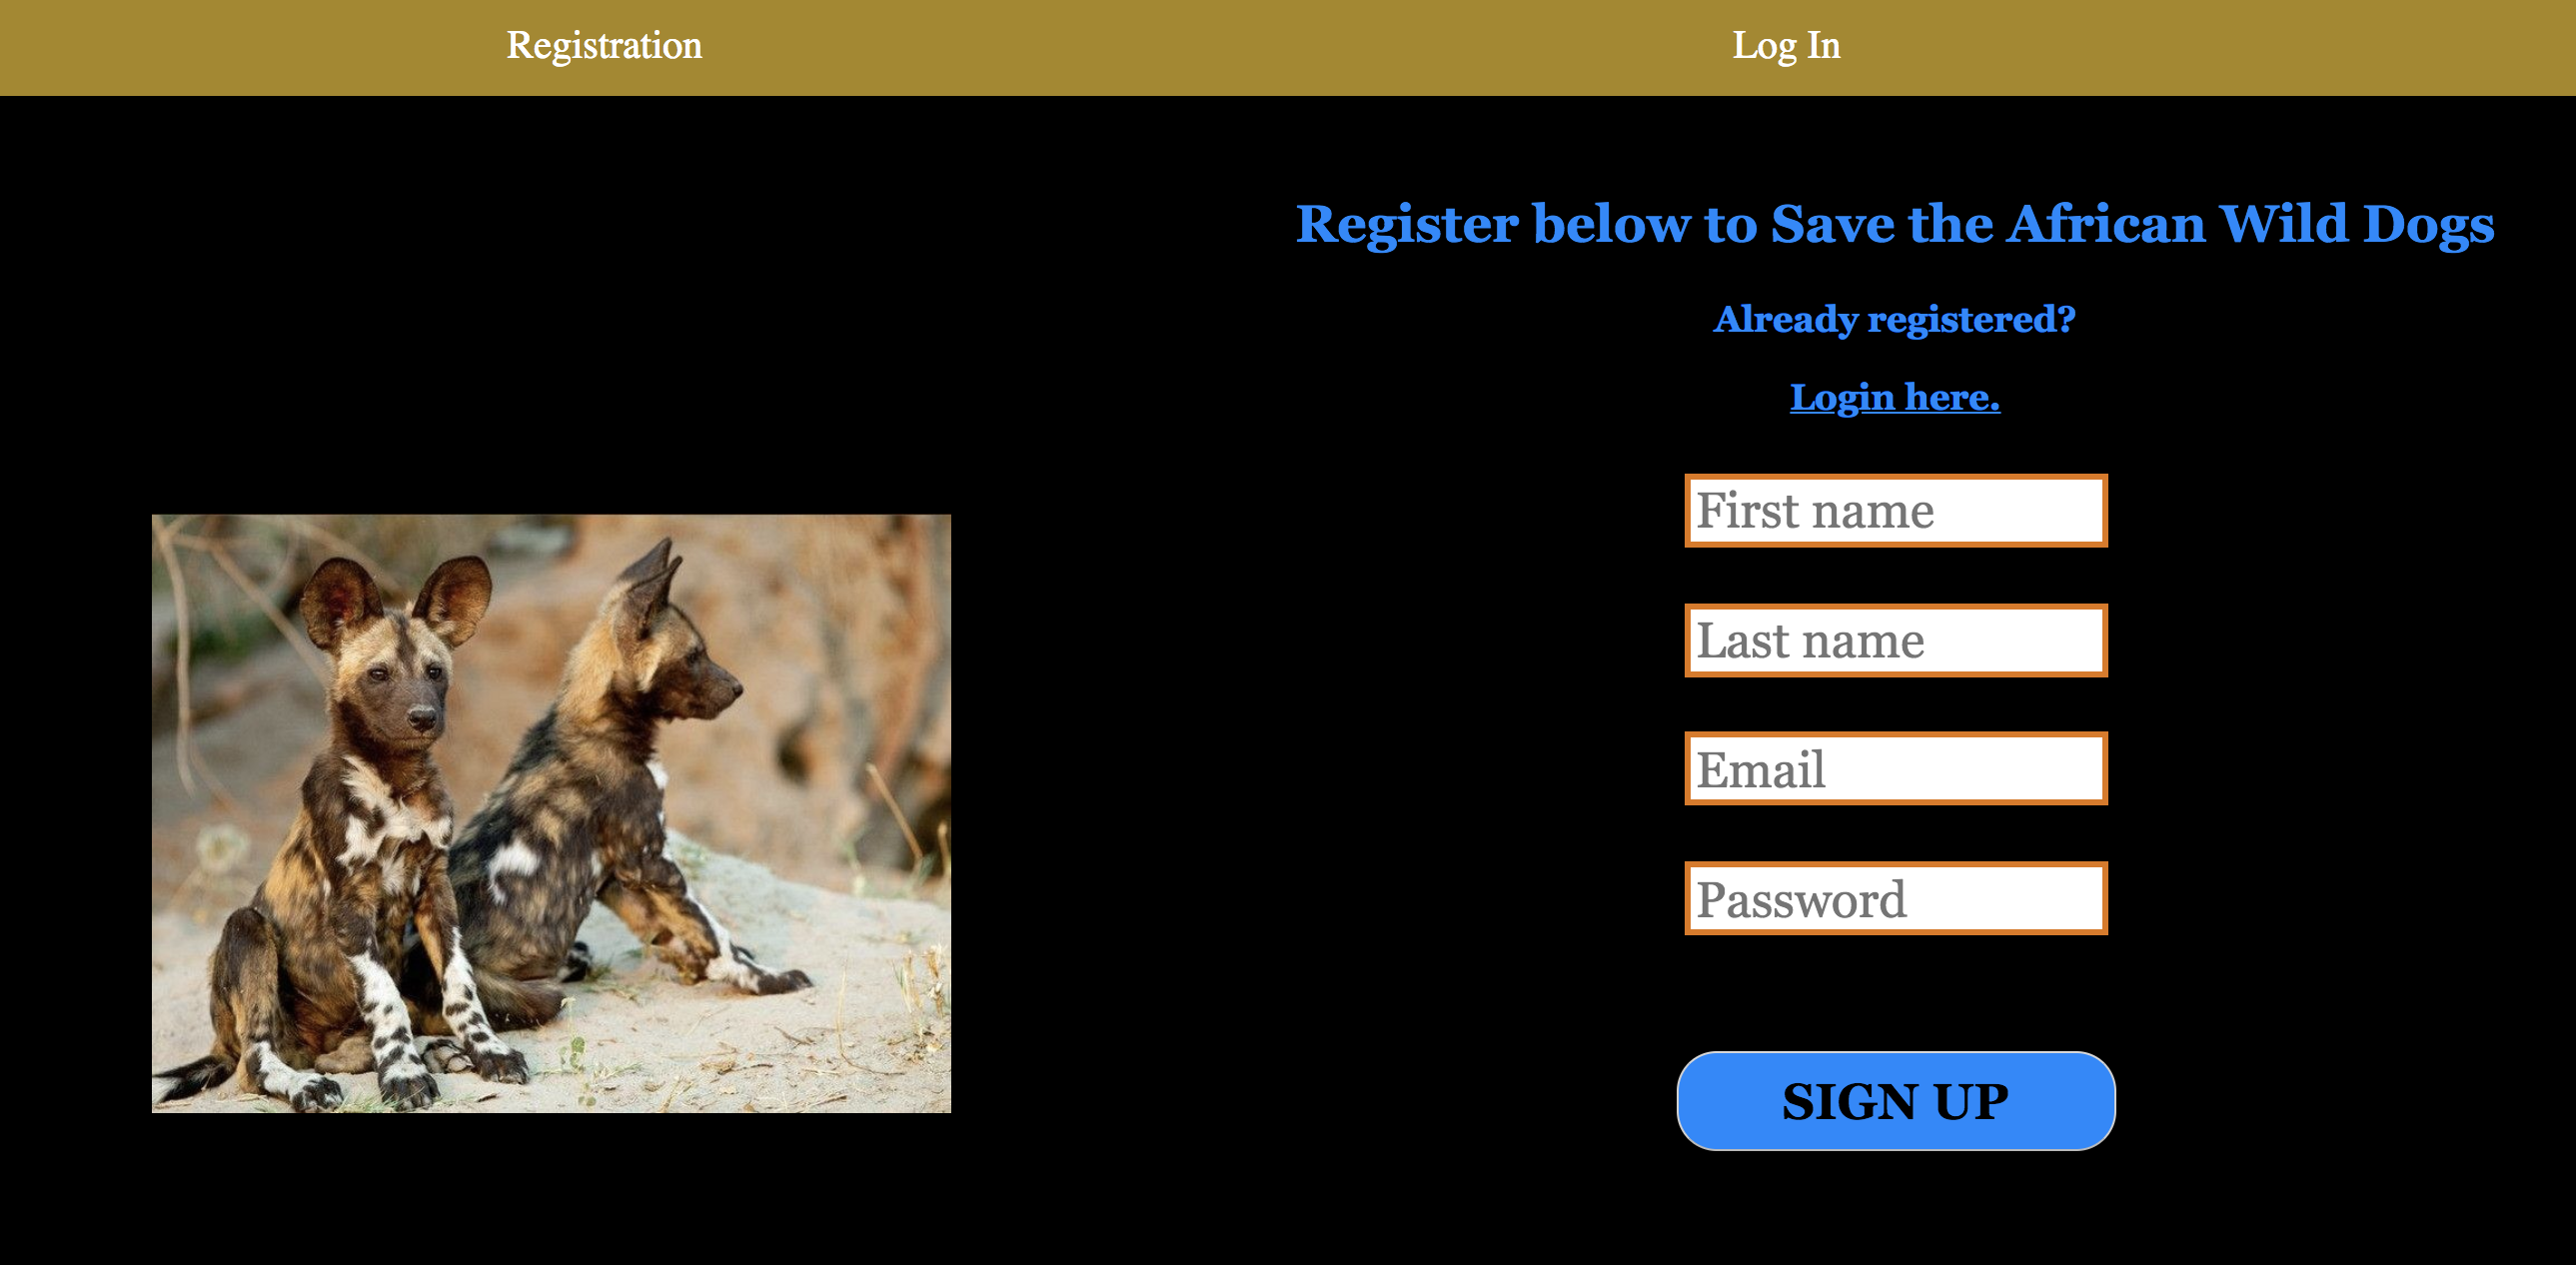 Registration
Log In
Register below to Save the African Wild Dogs
Already registered?
Login here.
First name
Last name
Email
Password
SIGN UP